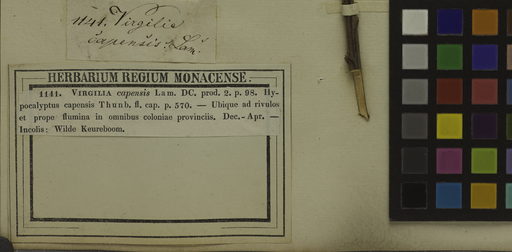 1141. Virgilia
capensis. Lam.
HERBARIUM REGIUM MONACENSE.
1141. VIRGILIA capensis Lam. DC. prod. 2. p. 98. Hy-
pocalyptus capensis Thunb. fl. cap. p. 570. — Ubique ad rivulos
et prope flumina in omnibus coloniae provinciis. Dec.-Apr. —
Incolis: Wilde Keureboom.